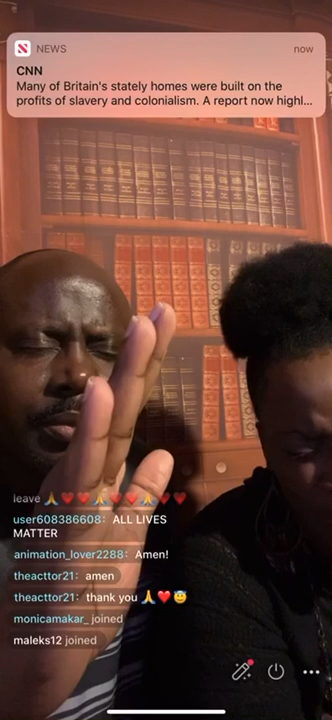 NEWS
now
CNN
Many of Britain's stately homes were built on the
profits of slavery and colonialism. A report now highl...
leave 🙏❤️❤️🙏❤️❤️🙏❤️❤️
user608386608: ALL LIVES
MATTER
animation_lover2288: Amen!
theacttor21: amen
theacttor21: thank you 🙏❤️😇
monicamakar_ joined
maleks12 joined